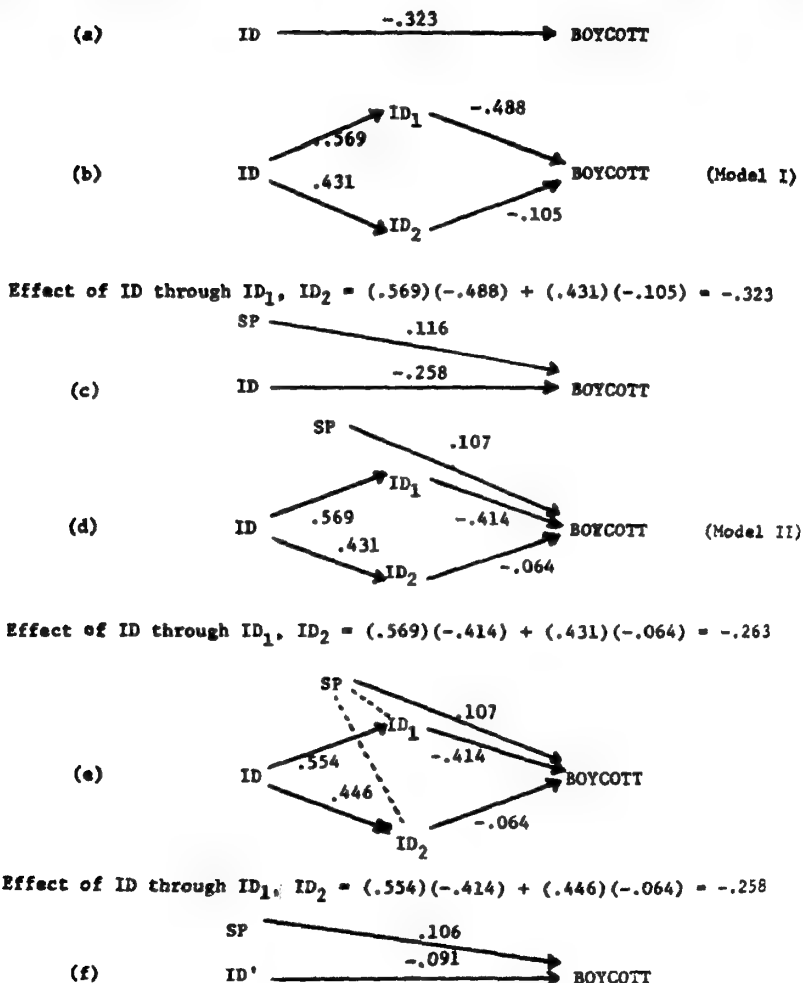 -.323
(a) ID BOYCOTT
ID₁ -.488
.569
(b) ID BOYCOTT (Model I)
.431
ID₂ -.105
Effect of ID through ID₁, ID₂ = (.569)(-.488) + (.431)(-.105) = -.323
SP .116
-.258
(c) ID BOYCOTT
SP .107
ID₁
.569 -.414
(d) ID BOYCOTT (Model II)
.431
ID₂ -.064
Effect of ID through ID₁, ID₂ = (.569)(-.414) + (.431)(-.064) = -.263
SP .107
ID₁
.554 -.414
(e) ID BOYCOTT
.446 -.064
ID₂
Effect of ID through ID₁, ID₂ = (.554)(-.414) + (.446)(-.064) = -.258
SP .106
-.091
(f) ID' BOYCOTT